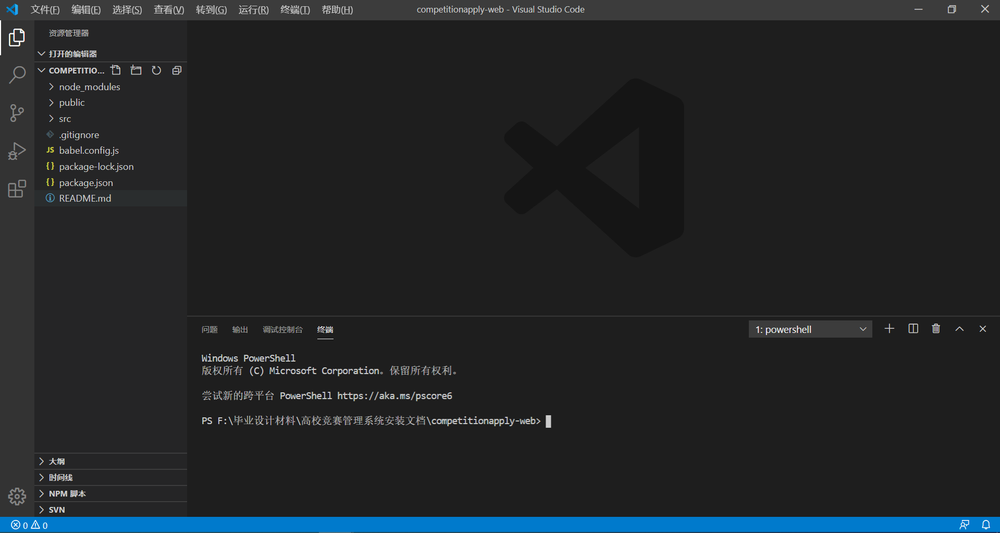 文件(F) 编辑(E) 选择(S) 查看(V) 转到(G) 运行(R) 终端(T) 帮助(H) competitionapply-web - Visual Studio Code
资源管理器
打开的编辑器
COMPETITIO...
node_modules
public
src
.gitignore
JS babel.config.js
{} package-lock.json
{} package.json
README.md
大纲
时间线
NPM 脚本
SVN
问题 输出 调试控制台 终端 1: powershell
Windows PowerShell
版权所有 (C) Microsoft Corporation。保留所有权利。
尝试新的跨平台 PowerShell https://aka.ms/pscore6
PS F:\毕业设计材料\高校竞赛管理系统安装文档\competitionapply-web>
0 0